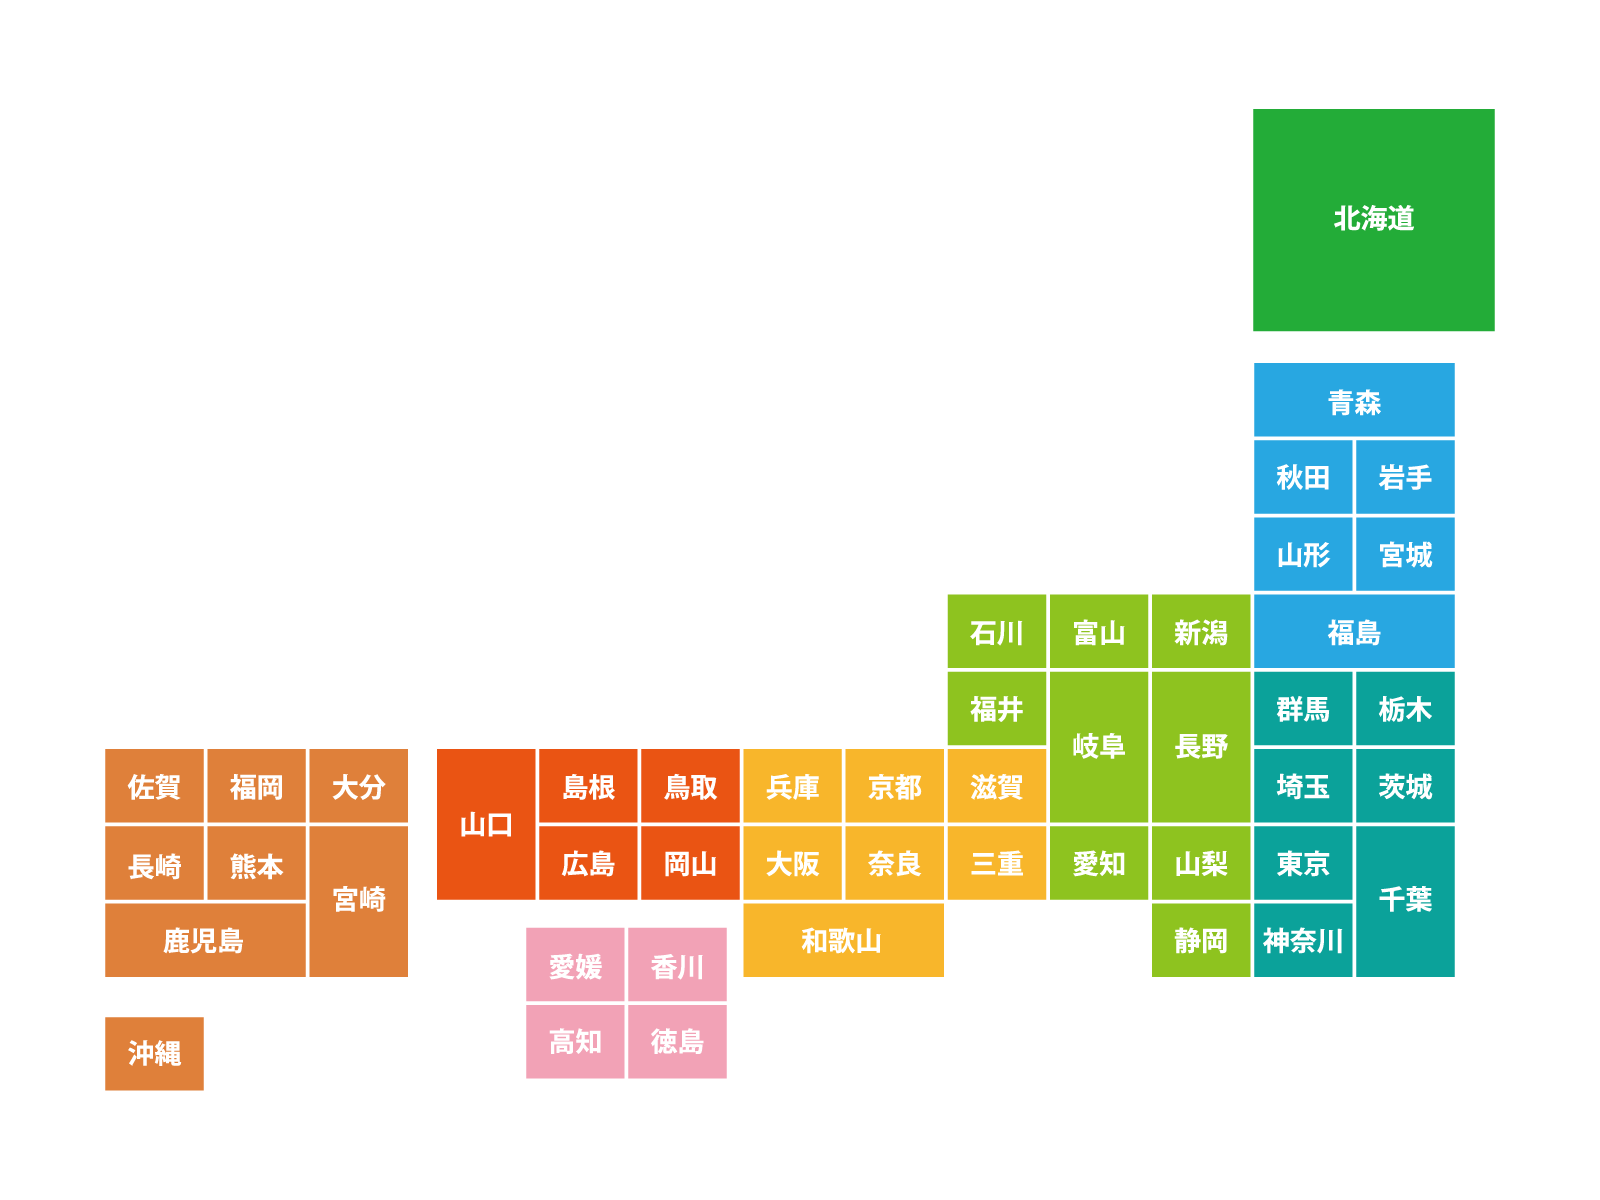 北海道
青森
秋田
岩手
山形
宮城
石川
富山
新潟
福島
福井
岐阜
長野
群馬
栃木
佐賀
福岡
大分
山口
島根
鳥取
兵庫
京都
滋賀
埼玉
茨城
長崎
熊本
宮崎
広島
岡山
大阪
奈良
三重
愛知
山梨
東京
千葉
鹿児島
和歌山
静岡
神奈川
愛媛
香川
沖縄
高知
徳島